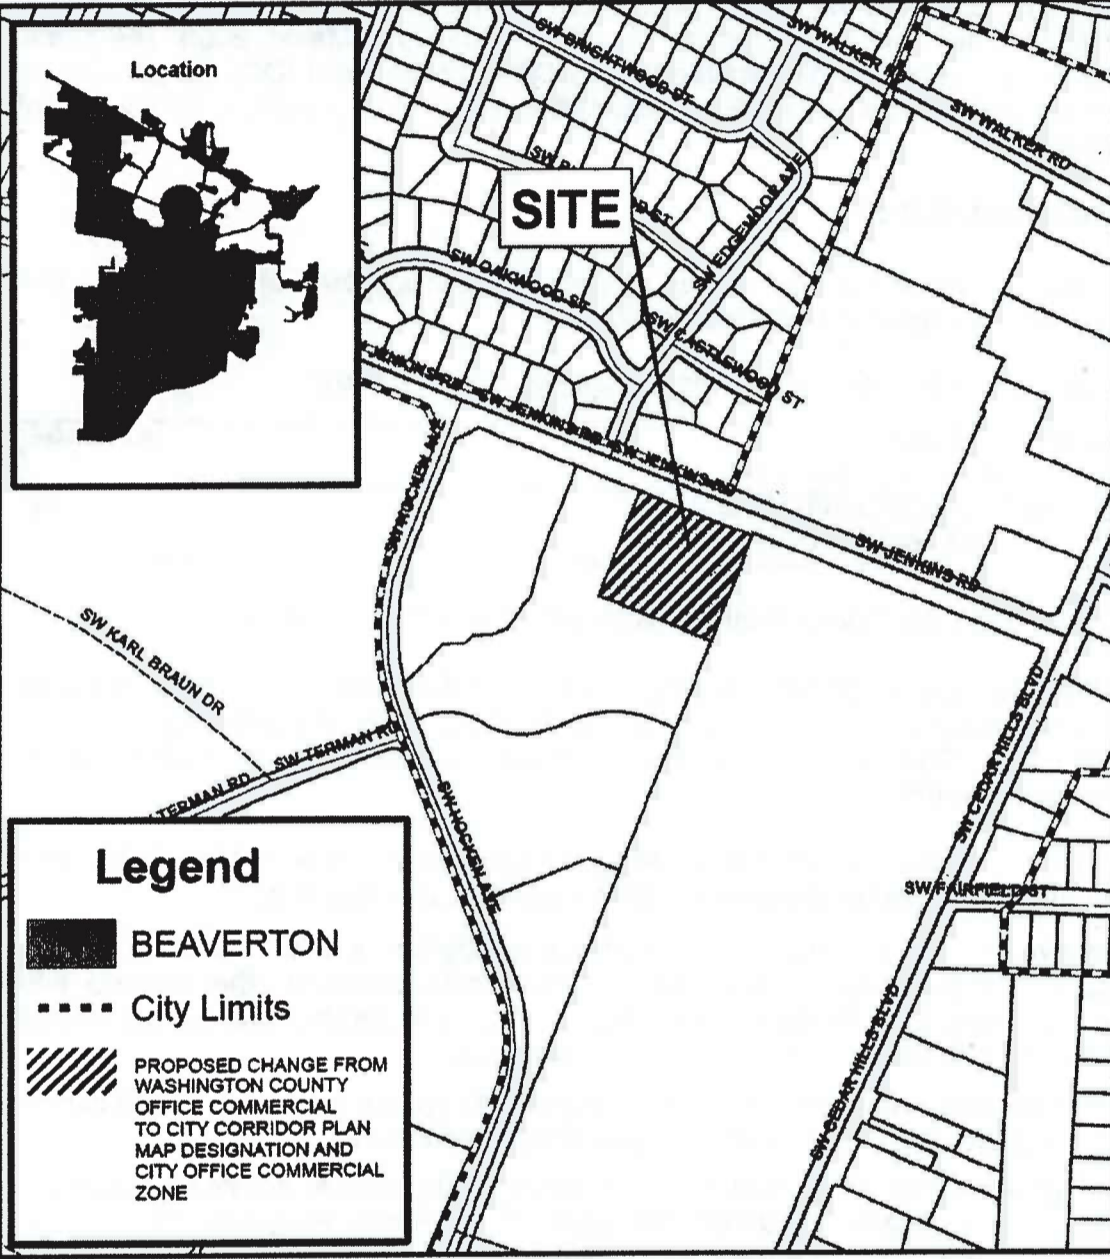 Location
SW BRIGHTWOOD ST
SW WALKER RD
SW WALKER RD
SITE
SW EDGEMOOR AVE
SW OAKWOOD ST
SW CASTLEWOOD ST
JENKINS RD
SW JENKINS RD
SW JENKINS RD
SW JENKINS RD
SW HOCKEN AVE
SW KARL BRAUN DR
SW TERMAN RD
TERMAN RD
SW HOCKEN AVE
SW CEDAR HILLS BLVD
SW FAIRFIELD ST
SW CEDAR HILLS BLVD
Legend
BEAVERTON
City Limits
PROPOSED CHANGE FROM
WASHINGTON COUNTY
OFFICE COMMERCIAL
TO CITY CORRIDOR PLAN
MAP DESIGNATION AND
CITY OFFICE COMMERCIAL
ZONE